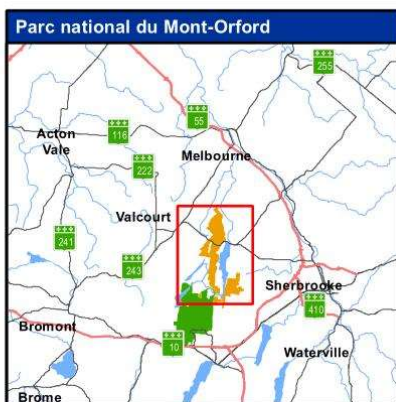 Parc national du Mont-Orford
255
55
116
Acton
Vale
Melbourne
222
Valcourt
241
243
Sherbrooke
410
Bromont
10
Waterville
Brome